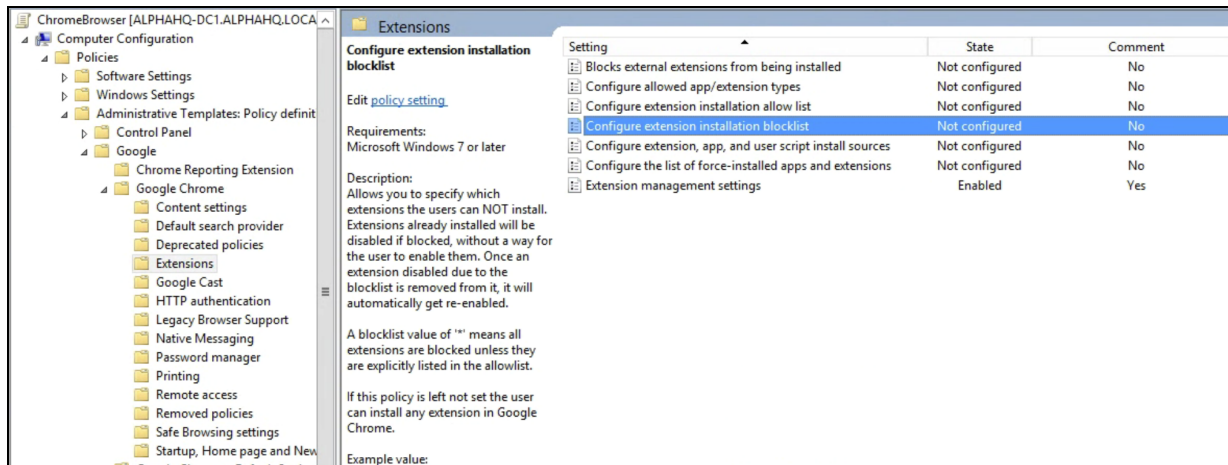 ChromeBrowser [ALPHAHQ-DC1.ALPHAHQ.LOCA
Computer Configuration
Policies
Software Settings
Windows Settings
Administrative Templates: Policy definit
Control Panel
Google
Chrome Reporting Extension
Google Chrome
Content settings
Default search provider
Deprecated policies
Extensions
Google Cast
HTTP authentication
Legacy Browser Support
Native Messaging
Password manager
Printing
Remote access
Removed policies
Safe Browsing settings
Startup, Home page and New
Extensions
Configure extension installation
blocklist
Edit policy setting
Requirements:
Microsoft Windows 7 or later
Description:
Allows you to specify which
extensions the users can NOT install.
Extensions already installed will be
disabled if blocked, without a way for
the user to enable them. Once an
extension disabled due to the
blocklist is removed from it, it will
automatically get re-enabled.
A blocklist value of '*' means all
extensions are blocked unless they
are explicitly listed in the allowlist.
If this policy is left not set the user
can install any extension in Google
Chrome.
Example value:
Setting State Comment
Blocks external extensions from being installed Not configured No
Configure allowed app/extension types Not configured No
Configure extension installation allow list Not configured No
Configure extension installation blocklist Not configured No
Configure extension, app, and user script install sources Not configured No
Configure the list of force-installed apps and extensions Not configured No
Extension management settings Enabled Yes